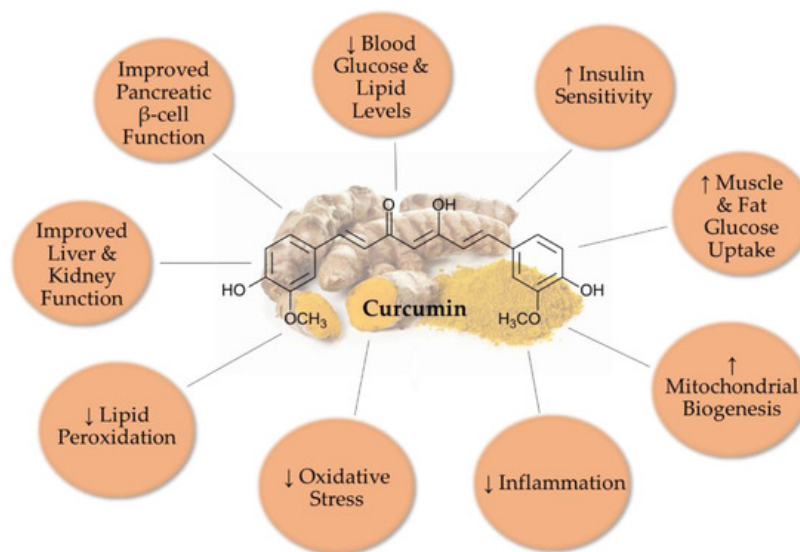 Improved
Pancreatic
β-cell
Function
↓ Blood
Glucose &
Lipid
Levels
↑ Insulin
Sensitivity
↑ Muscle
& Fat
Glucose
Uptake
↑
Mitochondrial
Biogenesis
↓ Inflammation
↓ Oxidative
Stress
↓ Lipid
Peroxidation
Improved
Liver &
Kidney
Function
O
OH
HO
OCH3
Curcumin
H3CO
OH